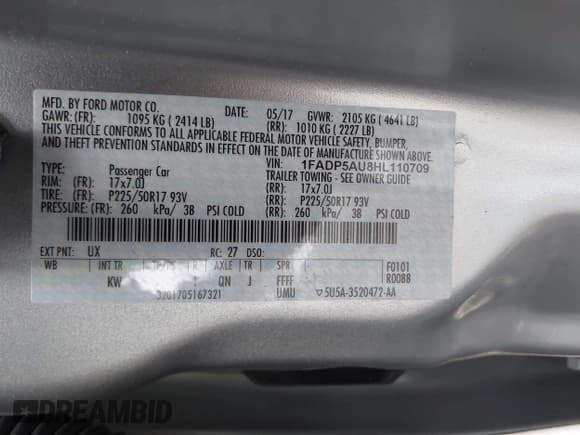 MFD. BY FORD MOTOR CO.
DATE: 05/17 GVWR: 2105 KG ( 4641 LB)
GAWR: (FR): 1095 KG ( 2414 LB) (RR): 1010 KG ( 2227 LB)
THIS VEHICLE CONFORMS TO ALL APPLICABLE FEDERAL MOTOR VEHICLE SAFETY, BUMPER,
AND THEFT PREVENTION STANDARDS IN EFFECT ON THE DATE OF MANUFACTURE SHOWN ABOVE.
VIN: 1FADP5AU8HL110709
TYPE: Passenger Car TRAILER TOWING - SEE OWNER GUIDE
RIM: (FR): 17x7.0J (RR): 17x7.0J
TIRE: (FR): P225/50R17 93V (RR): P225/50R17 93V
PRESSURE: (FR): 260 kPa/ 38 PSI COLD (RR): 260 kPa/ 38 PSI COLD
EXT PNT: UX RC: 27 DSO:
WB INT TR R AXLE TR SPR F0101
KW QN J FFFF R0088
3201705167321 UMU ▽5U5A-3520472-AA
DREAMBID